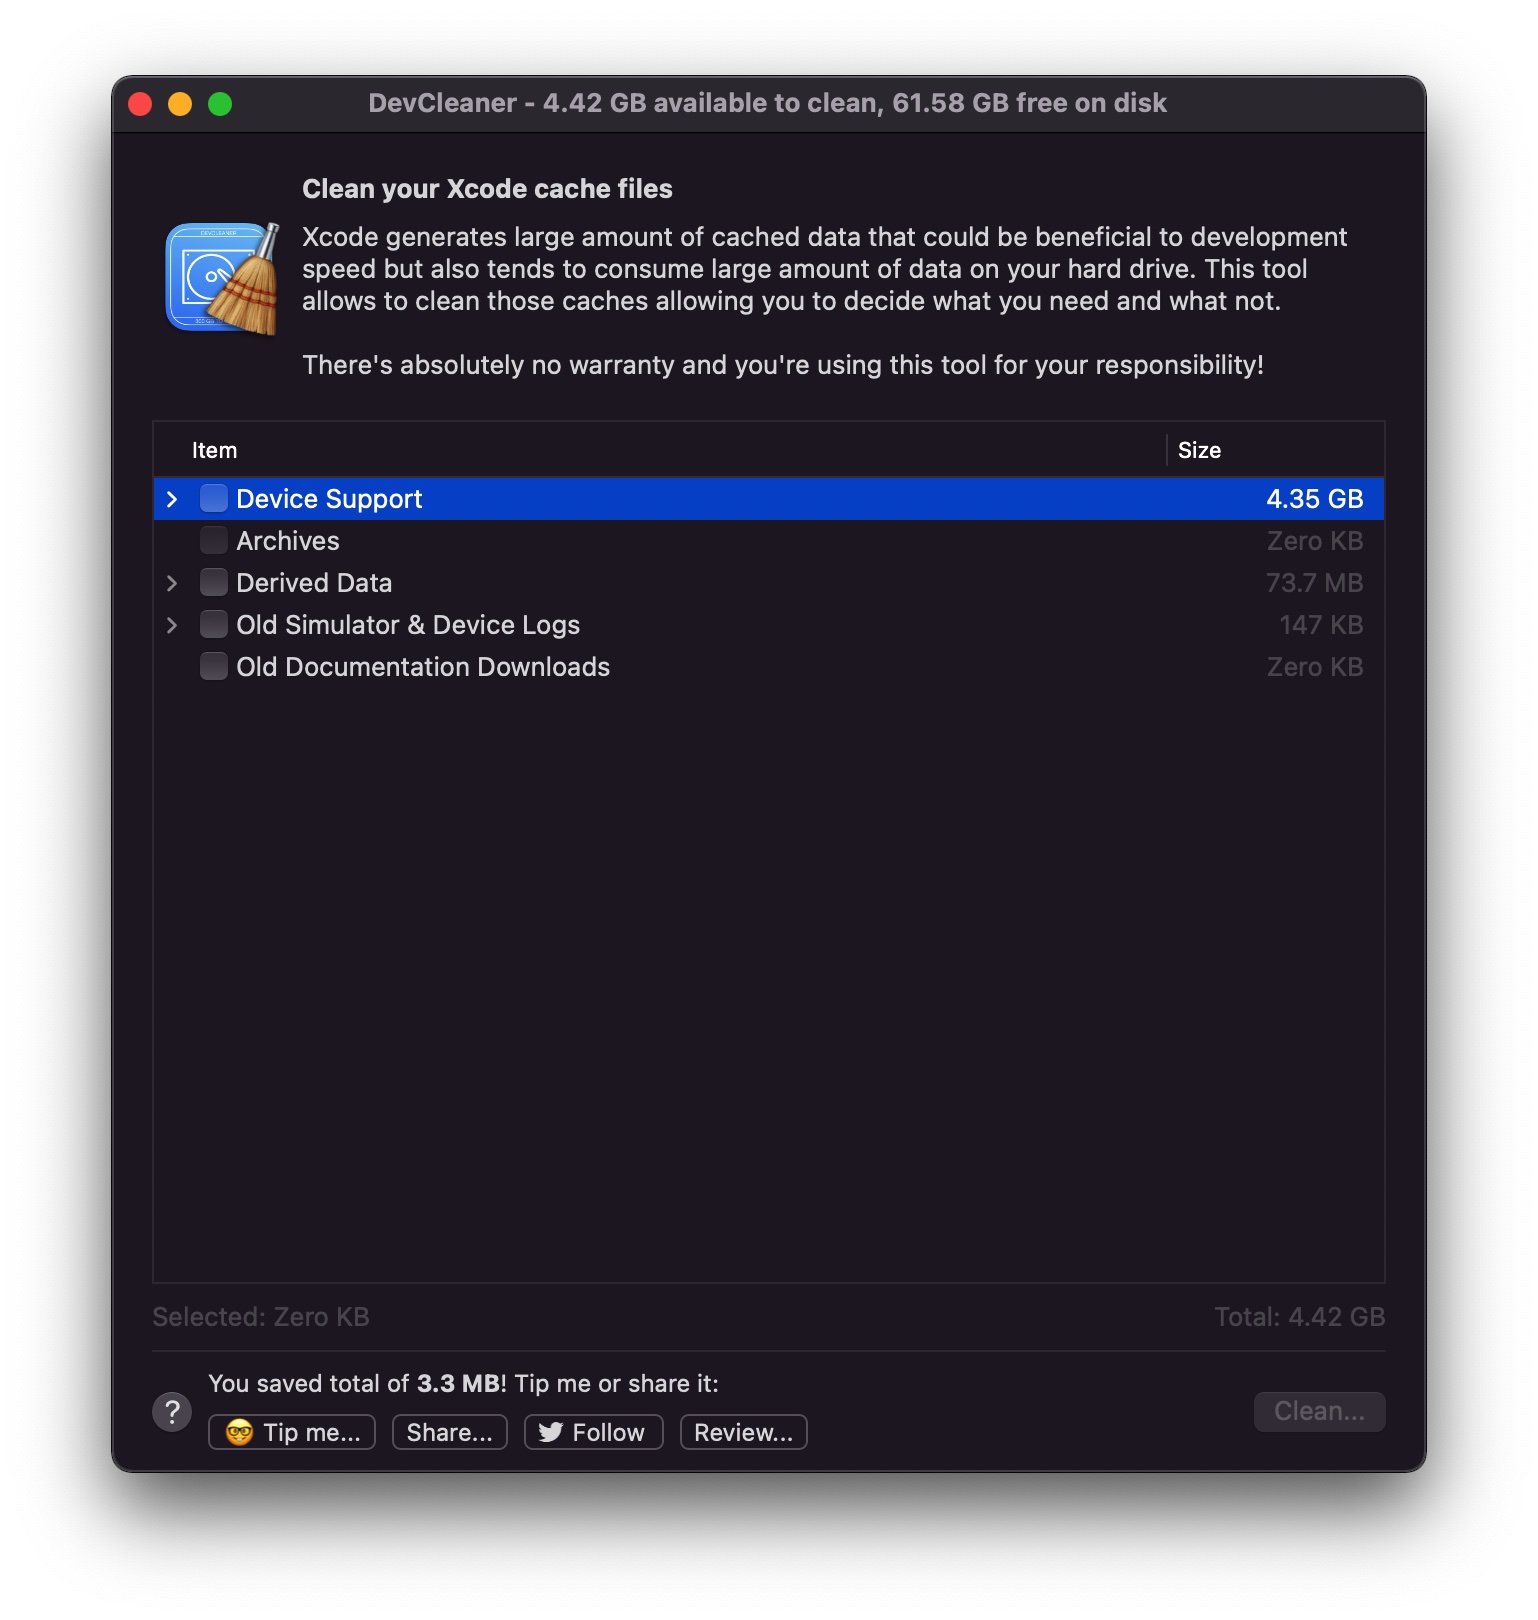 DevCleaner - 4.42 GB available to clean, 61.58 GB free on disk
Clean your Xcode cache files
Xcode generates large amount of cached data that could be beneficial to development
speed but also tends to consume large amount of data on your hard drive. This tool
allows to clean those caches allowing you to decide what you need and what not.
There's absolutely no warranty and you're using this tool for your responsibility!
DEVCLEANER
Item Size
Device Support 4.35 GB
Archives Zero KB
Derived Data 73.7 MB
Old Simulator & Device Logs 147 KB
Old Documentation Downloads Zero KB
Selected: Zero KB Total: 4.42 GB
You saved total of 3.3 MB! Tip me or share it:
? 🤓 Tip me... Share... Follow Review... Clean...